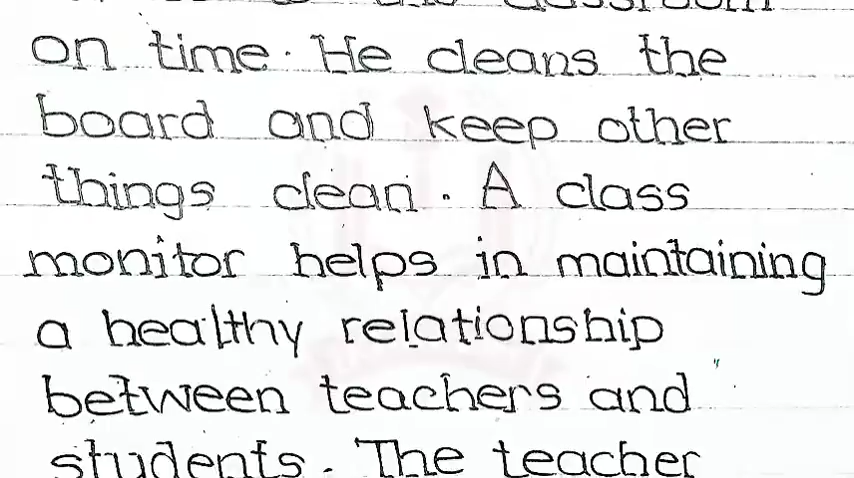 classroom
on time. He cleans the
board and keep other
things clean. A class
monitor helps in maintaining
a healthy relationship
between teachers and
students. The teacher